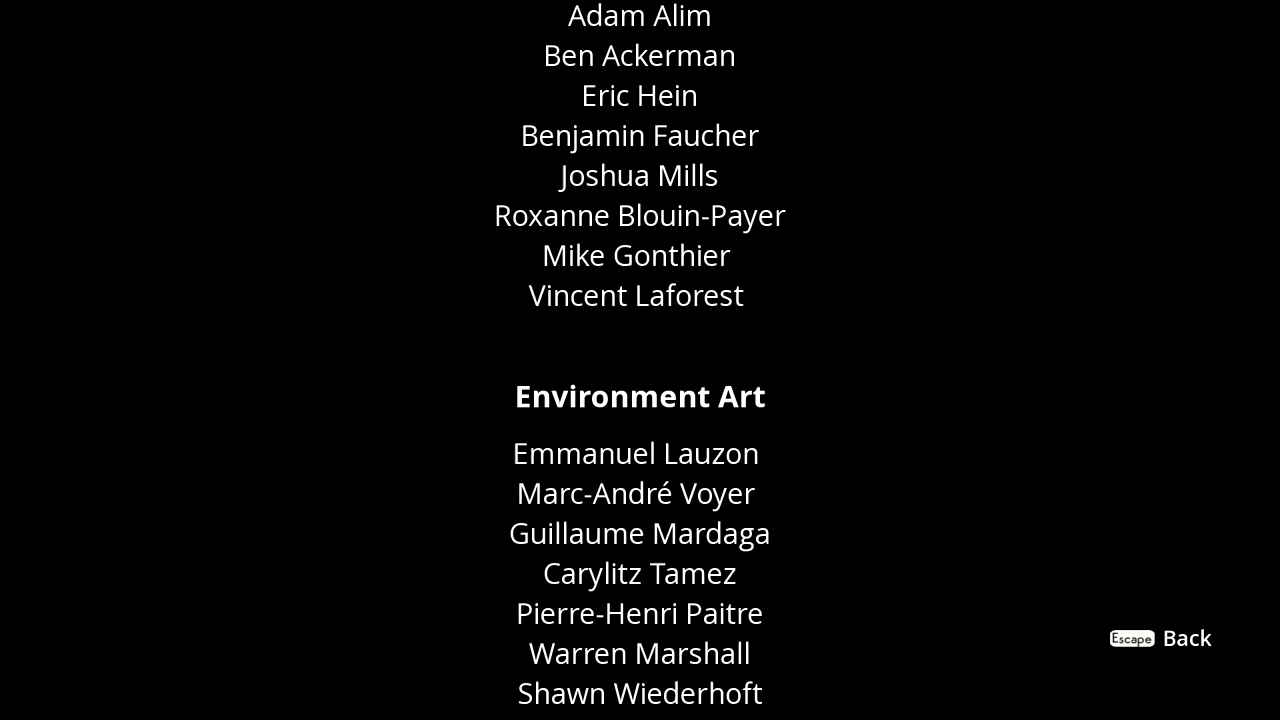 Adam Alim
Ben Ackerman
Eric Hein
Benjamin Faucher
Joshua Mills
Roxanne Blouin-Payer
Mike Gonthier
Vincent Laforest
Environment Art
Emmanuel Lauzon
Marc-André Voyer
Guillaume Mardaga
Carylitz Tamez
Pierre-Henri Paitre
Warren Marshall
Shawn Wiederhoft
Escape Back